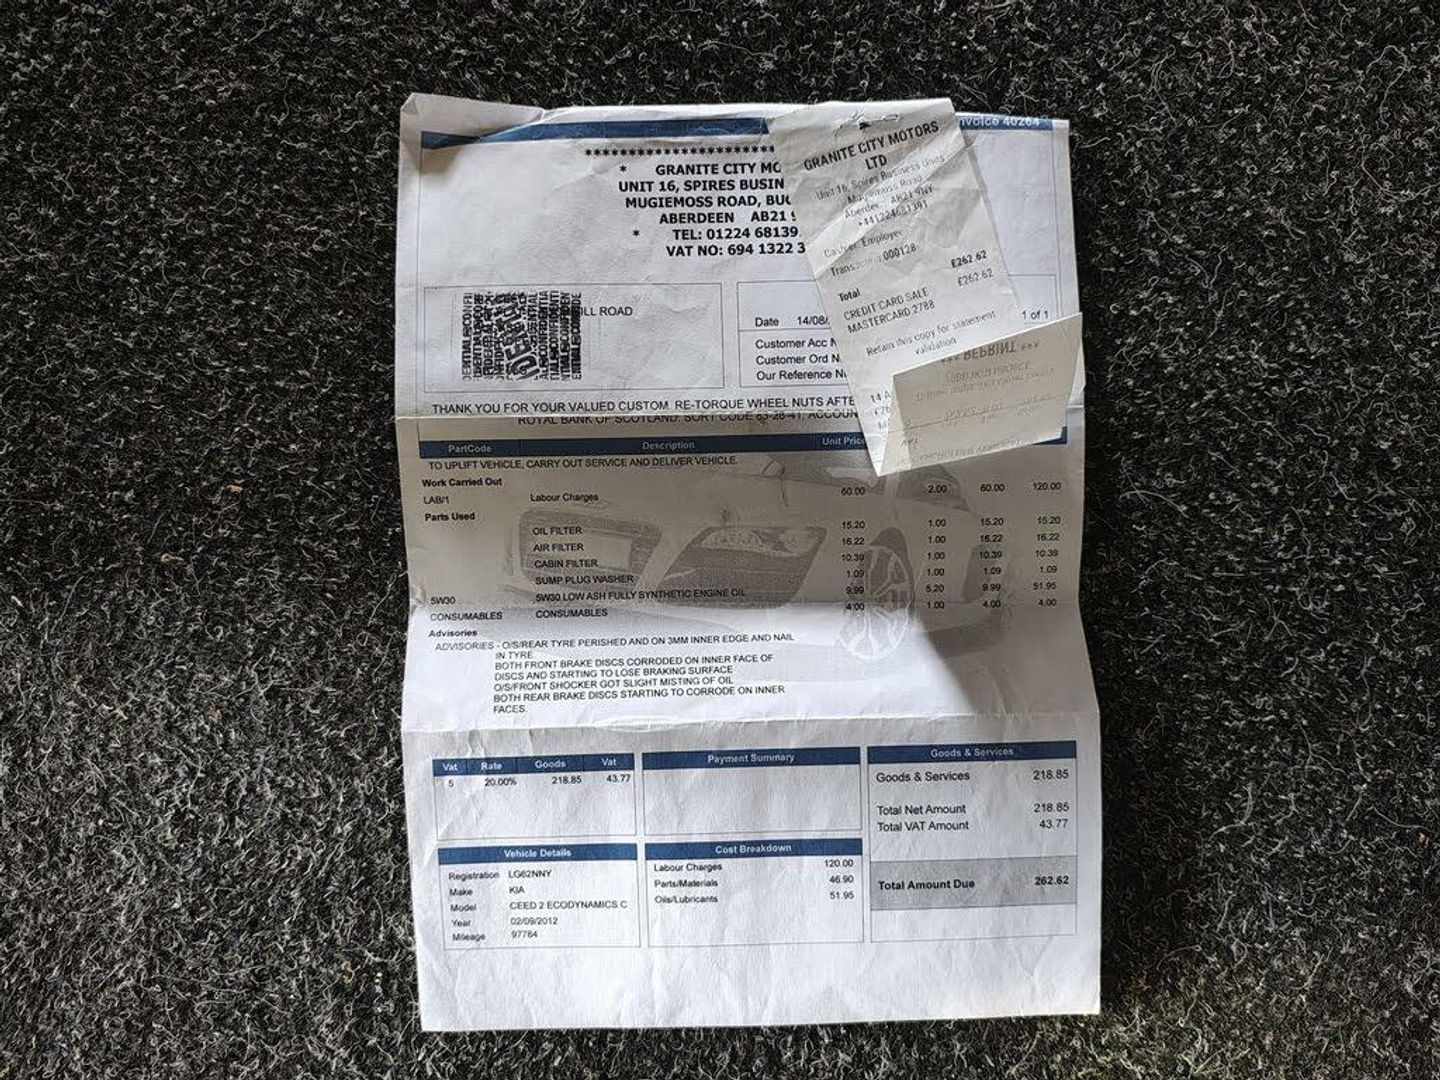 Invoice 40264
**********************
* GRANITE CITY MO
UNIT 16, SPIRES BUSIN
MUGIEMOSS ROAD, BUC
ABERDEEN AB21 9
* TEL: 01224 68139
VAT NO: 694 1322 3
GRANITE CITY MOTORS
LTD
Unit 16, Spires Business Units
Mugiemoss Road
Aberdeen AB21 9NY
+441224681391
Cashier Employee
Transaction 000128
Total £262.62
CREDIT CARD SALE £262.62
MASTERCARD 2788
Retain this copy for statement
validation
*** REPRINT ***
14 A
ILL ROAD
1 of 1
Date 14/08/
Customer Acc N
Customer Ord N
Our Reference N
THANK YOU FOR YOUR VALUED CUSTOM RE-TORQUE WHEEL NUTS AFTE
ROYAL BANK OF SCOTLAND: SORT CODE 83-28-41, ACCOUN
PartCode Description Unit Price
TO UPLIFT VEHICLE, CARRY OUT SERVICE AND DELIVER VEHICLE.
Work Carried Out
LAB/1 Labour Charges 60.00 2.00 60.00 120.00
Parts Used
OIL FILTER 15.20 1.00 15.20 15.20
AIR FILTER 16.22 1.00 16.22 16.22
CABIN FILTER 10.39 1.00 10.39 10.39
SUMP PLUG WASHER 1.09 1.00 1.09 1.09
5W30 5W30 LOW ASH FULLY SYNTHETIC ENGINE OIL 9.99 5.20 9.99 51.95
CONSUMABLES CONSUMABLES 4.00 1.00 4.00 4.00
Advisories
ADVISORIES - O/S/REAR TYRE PERISHED AND ON 3MM INNER EDGE AND NAIL
IN TYRE
BOTH FRONT BRAKE DISCS CORRODED ON INNER FACE OF
DISCS AND STARTING TO LOSE BRAKING SURFACE
O/S/FRONT SHOCKER GOT SLIGHT MISTING OF OIL
BOTH REAR BRAKE DISCS STARTING TO CORRODE ON INNER
FACES.
Vat Rate Goods Vat
5 20.00% 218.85 43.77
Payment Summary
Goods & Services
Goods & Services 218.85
Total Net Amount 218.85
Total VAT Amount 43.77
Total Amount Due 262.62
Vehicle Details
Registration LG62NNY
Make KIA
Model CEED 2 ECODYNAMICS C
Year 02/09/2012
Mileage 97784
Cost Breakdown
Labour Charges 120.00
Parts/Materials 46.90
Oils/Lubricants 51.95